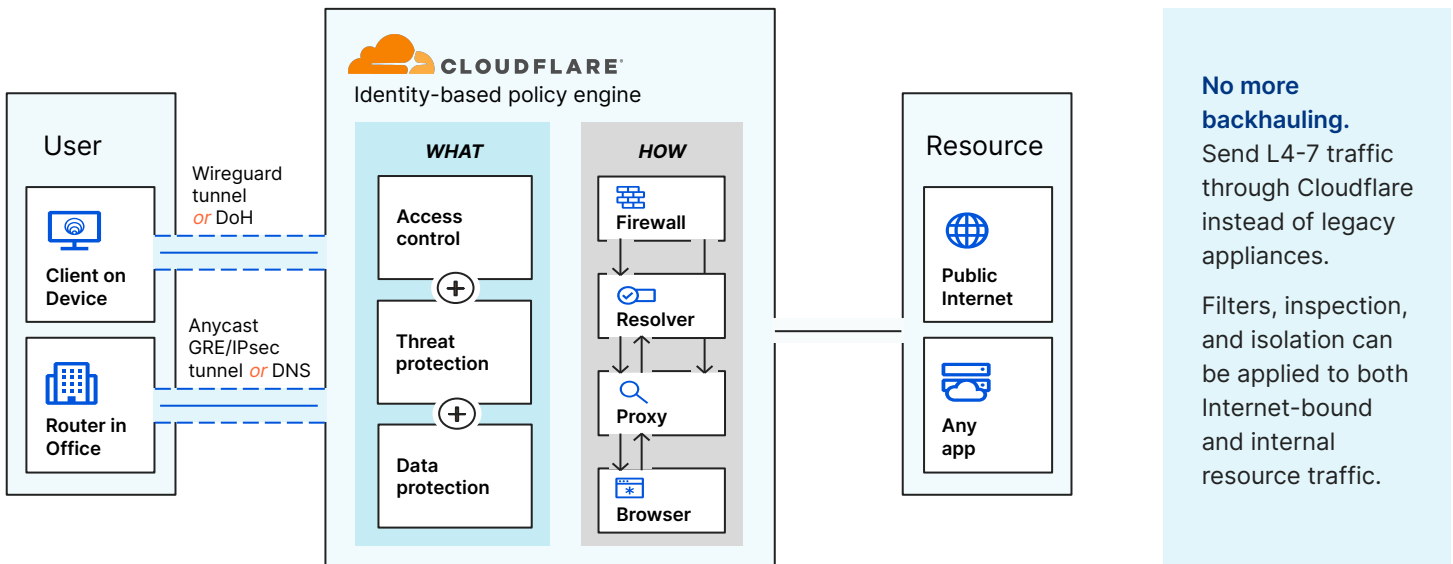 CLOUDFLARE
Identity-based policy engine
User
Wireguard
tunnel
or DoH
Client on
Device
Anycast
GRE/IPsec
tunnel or DNS
Router in
Office
WHAT
Access
control
+
Threat
protection
+
Data
protection
HOW
Firewall
Resolver
Proxy
Browser
Resource
Public
Internet
Any
app
No more
backhauling.
Send L4-7 traffic
through Cloudflare
instead of legacy
appliances.
Filters, inspection,
and isolation can
be applied to both
Internet-bound
and internal
resource traffic.